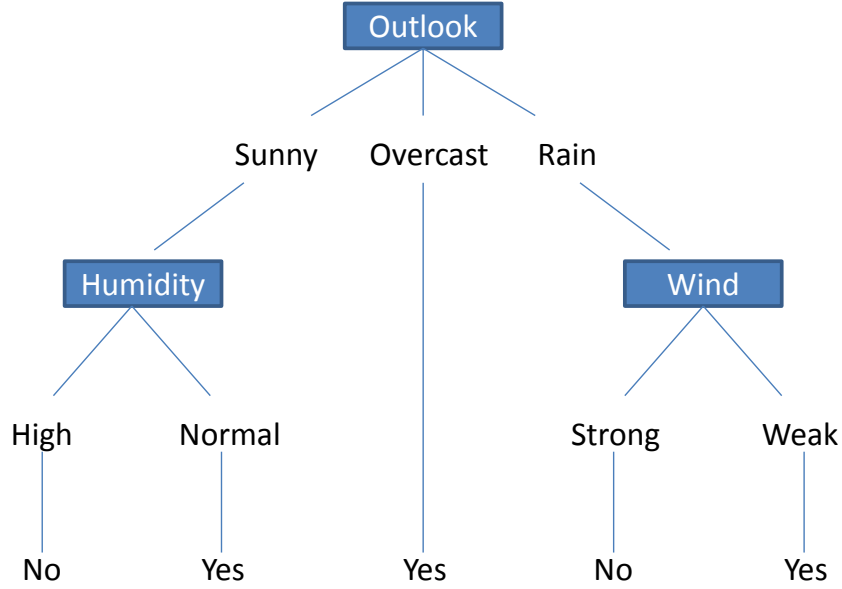 Outlook
Sunny Overcast Rain
Humidity Wind
High Normal Strong Weak
No Yes Yes No Yes